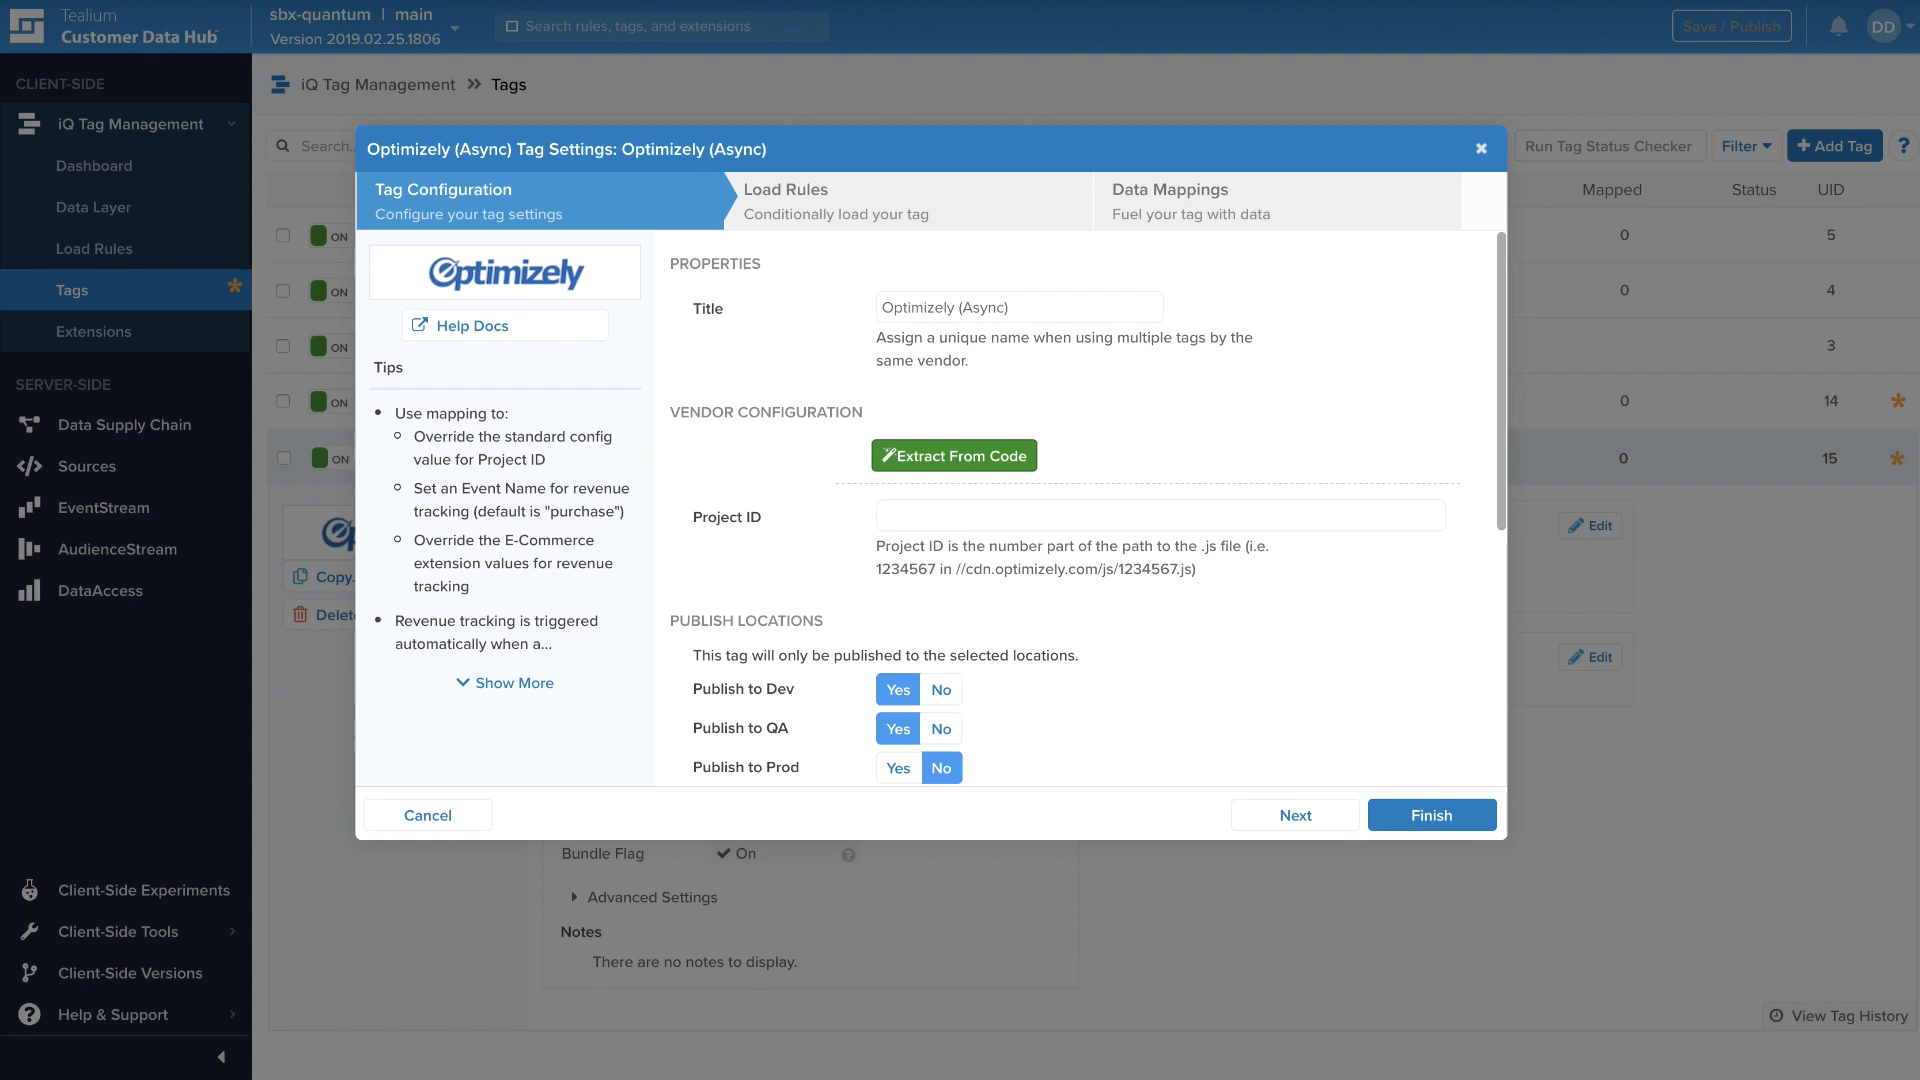 Tealium
Customer Data Hub
sbx-quantum | main
Version 2019.02.25.1806
Search rules, tags, and extensions
Save / Publish
DD
CLIENT-SIDE
iQ Tag Management
Dashboard
Data Layer
Load Rules
Tags
Extensions
SERVER-SIDE
Data Supply Chain
Sources
EventStream
AudienceStream
DataAccess
Client-Side Experiments
Client-Side Tools
Client-Side Versions
Help & Support
iQ Tag Management » Tags
Search...
Run Tag Status Checker
Filter
+ Add Tag
?
Mapped Status UID
ON 0 5
ON 0 4
ON 3
ON 0 14
ON 0 15
Copy.
Delete
Edit
Edit
Optimizely (Async) Tag Settings: Optimizely (Async)
Tag Configuration
Configure your tag settings
Load Rules
Conditionally load your tag
Data Mappings
Fuel your tag with data
Optimizely
Help Docs
Tips
Use mapping to:
Override the standard config
value for Project ID
Set an Event Name for revenue
tracking (default is "purchase")
Override the E-Commerce
extension values for revenue
tracking
Revenue tracking is triggered
automatically when a...
Show More
PROPERTIES
Title
Optimizely (Async)
Assign a unique name when using multiple tags by the
same vendor.
VENDOR CONFIGURATION
Extract From Code
Project ID
Project ID is the number part of the path to the .js file (i.e.
1234567 in //cdn.optimizely.com/js/1234567.js)
PUBLISH LOCATIONS
This tag will only be published to the selected locations.
Publish to Dev Yes No
Publish to QA Yes No
Publish to Prod Yes No
Cancel
Next
Finish
Bundle Flag On ?
Advanced Settings
Notes
There are no notes to display.
View Tag History